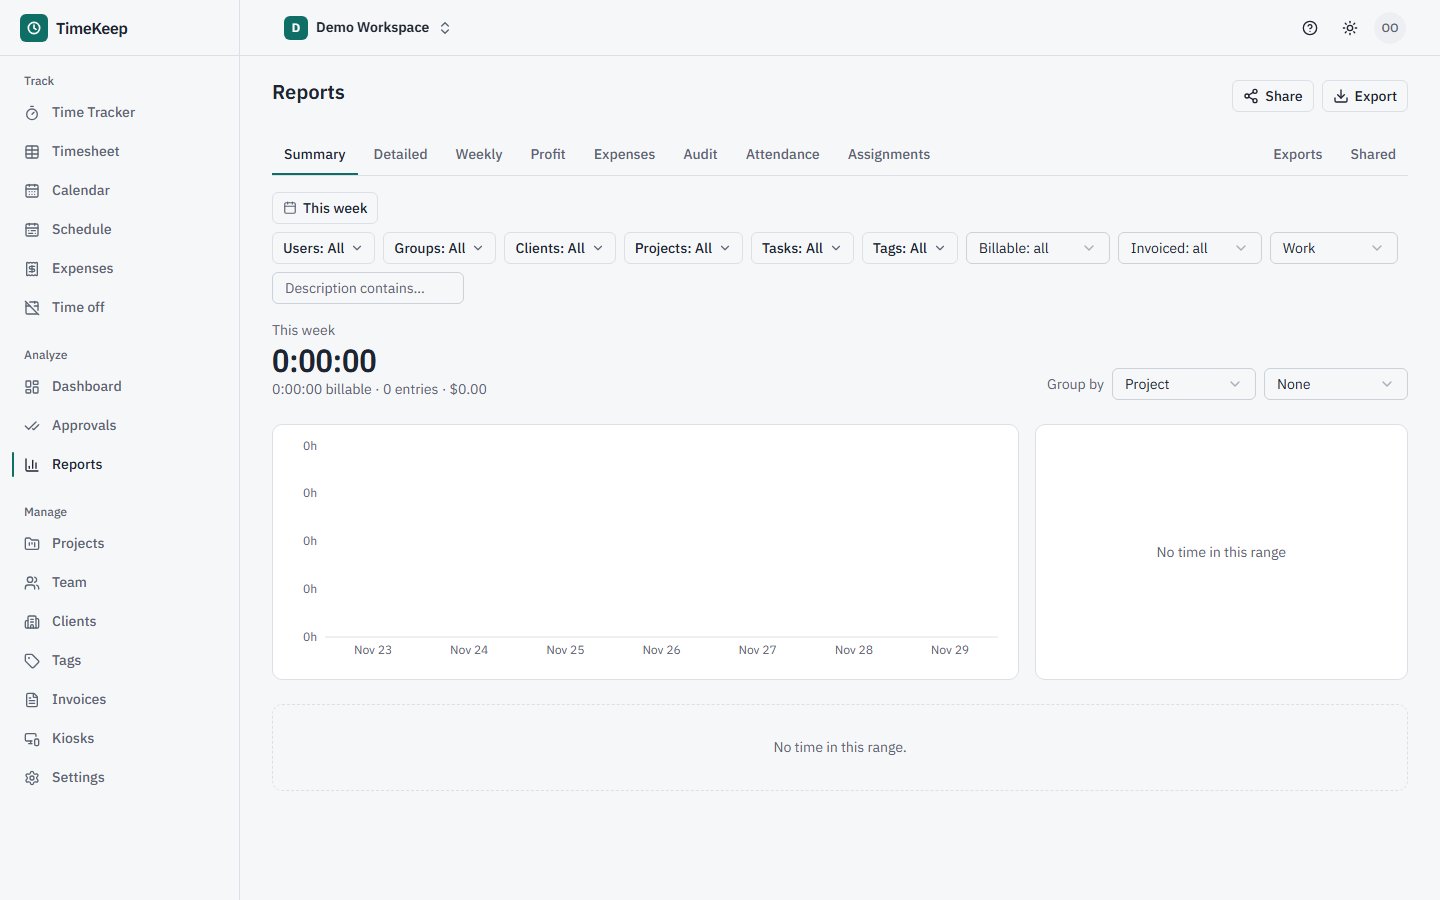 TimeKeep
D Demo Workspace
OO
Track
Time Tracker
Timesheet
Calendar
Schedule
Expenses
Time off
Analyze
Dashboard
Approvals
Reports
Manage
Projects
Team
Clients
Tags
Invoices
Kiosks
Settings
Reports
Share Export
Summary Detailed Weekly Profit Expenses Audit Attendance Assignments Exports Shared
This week
Users: All Groups: All Clients: All Projects: All Tasks: All Tags: All Billable: all Invoiced: all Work
Description contains...
This week
0:00:00
0:00:00 billable · 0 entries · $0.00
Group by Project None
0h
0h
0h
0h
0h
Nov 23 Nov 24 Nov 25 Nov 26 Nov 27 Nov 28 Nov 29
No time in this range
No time in this range.